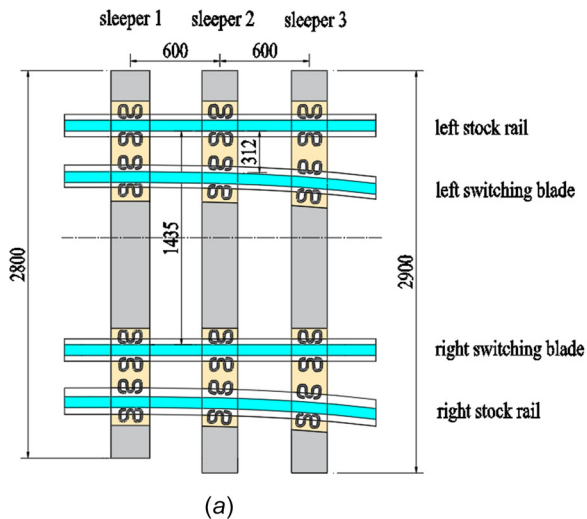 sleeper 1 sleeper 2 sleeper 3
600 600
left stock rail
312
left switching blade
1435
2800
2900
right switching blade
right stock rail
(a)